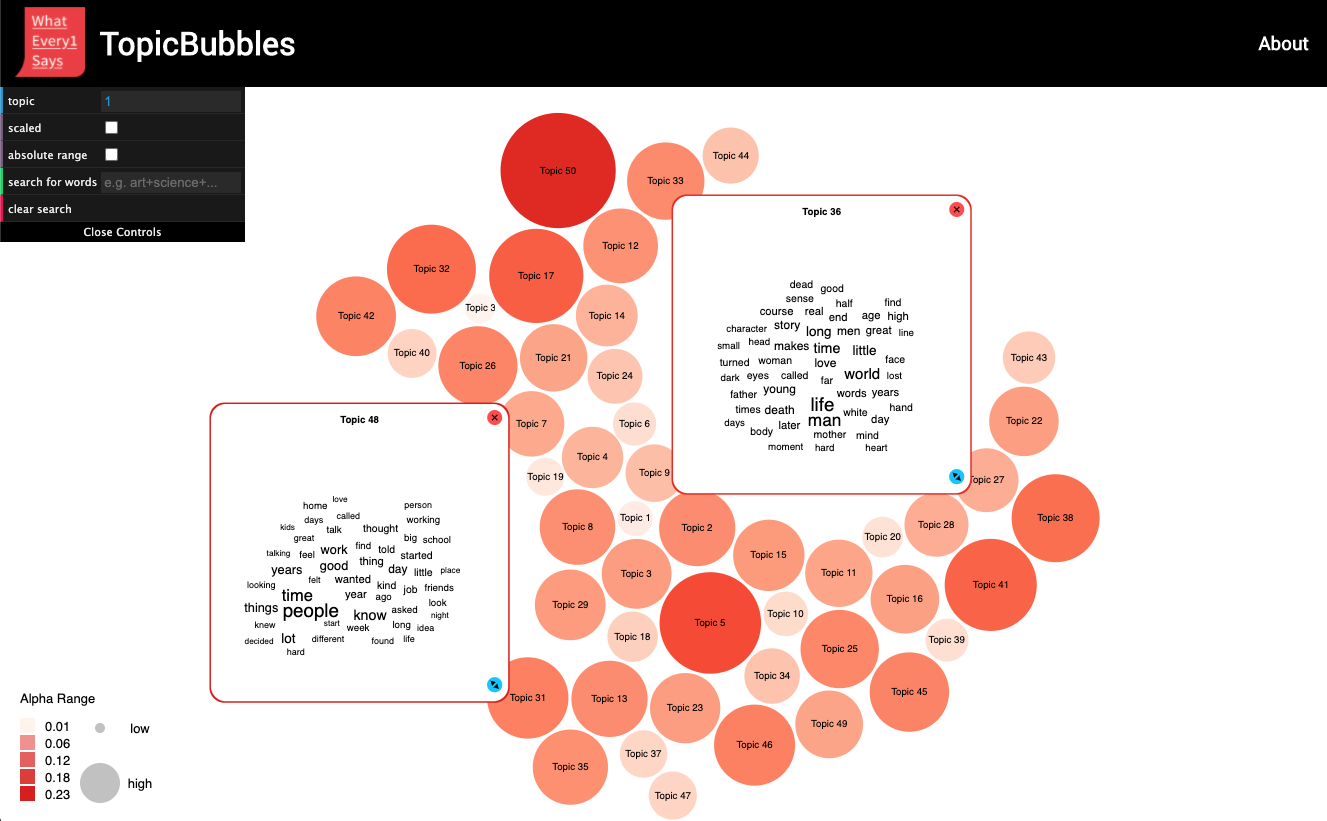 What
Every1
Says
TopicBubbles
About
topic 1
scaled
absolute range
search for words e.g. art+science+...
clear search
Close Controls
Topic 50
Topic 33
Topic 44
Topic 12
Topic 32
Topic 17
Topic 3
Topic 42
Topic 14
Topic 40
Topic 26
Topic 21
Topic 24
Topic 7
Topic 6
Topic 4
Topic 19
Topic 9
Topic 36
dead good
sense half find
course real end age high
character story long men great line
small head makes time little
turned woman love face
dark eyes called far world lost
father young words years
times death life white hand
days man day
body later mother mind
moment hard heart
Topic 43
Topic 22
Topic 27
Topic 38
Topic 48
home love person
kids days called working
great talk thought big school
talking feel work find told started
years good thing day little place
looking felt wanted kind job friends
time year ago
things people know asked look
knew start week long idea night
decided lot different found life
hard
Topic 8
Topic 1
Topic 2
Topic 20
Topic 28
Topic 15
Topic 3
Topic 11
Topic 41
Topic 29
Topic 16
Topic 5
Topic 10
Topic 18
Topic 39
Topic 25
Topic 34
Topic 45
Topic 31
Topic 13
Topic 23
Topic 49
Topic 46
Topic 37
Topic 35
Topic 47
Alpha Range
0.01 low
0.06
0.12
0.18 high
0.23